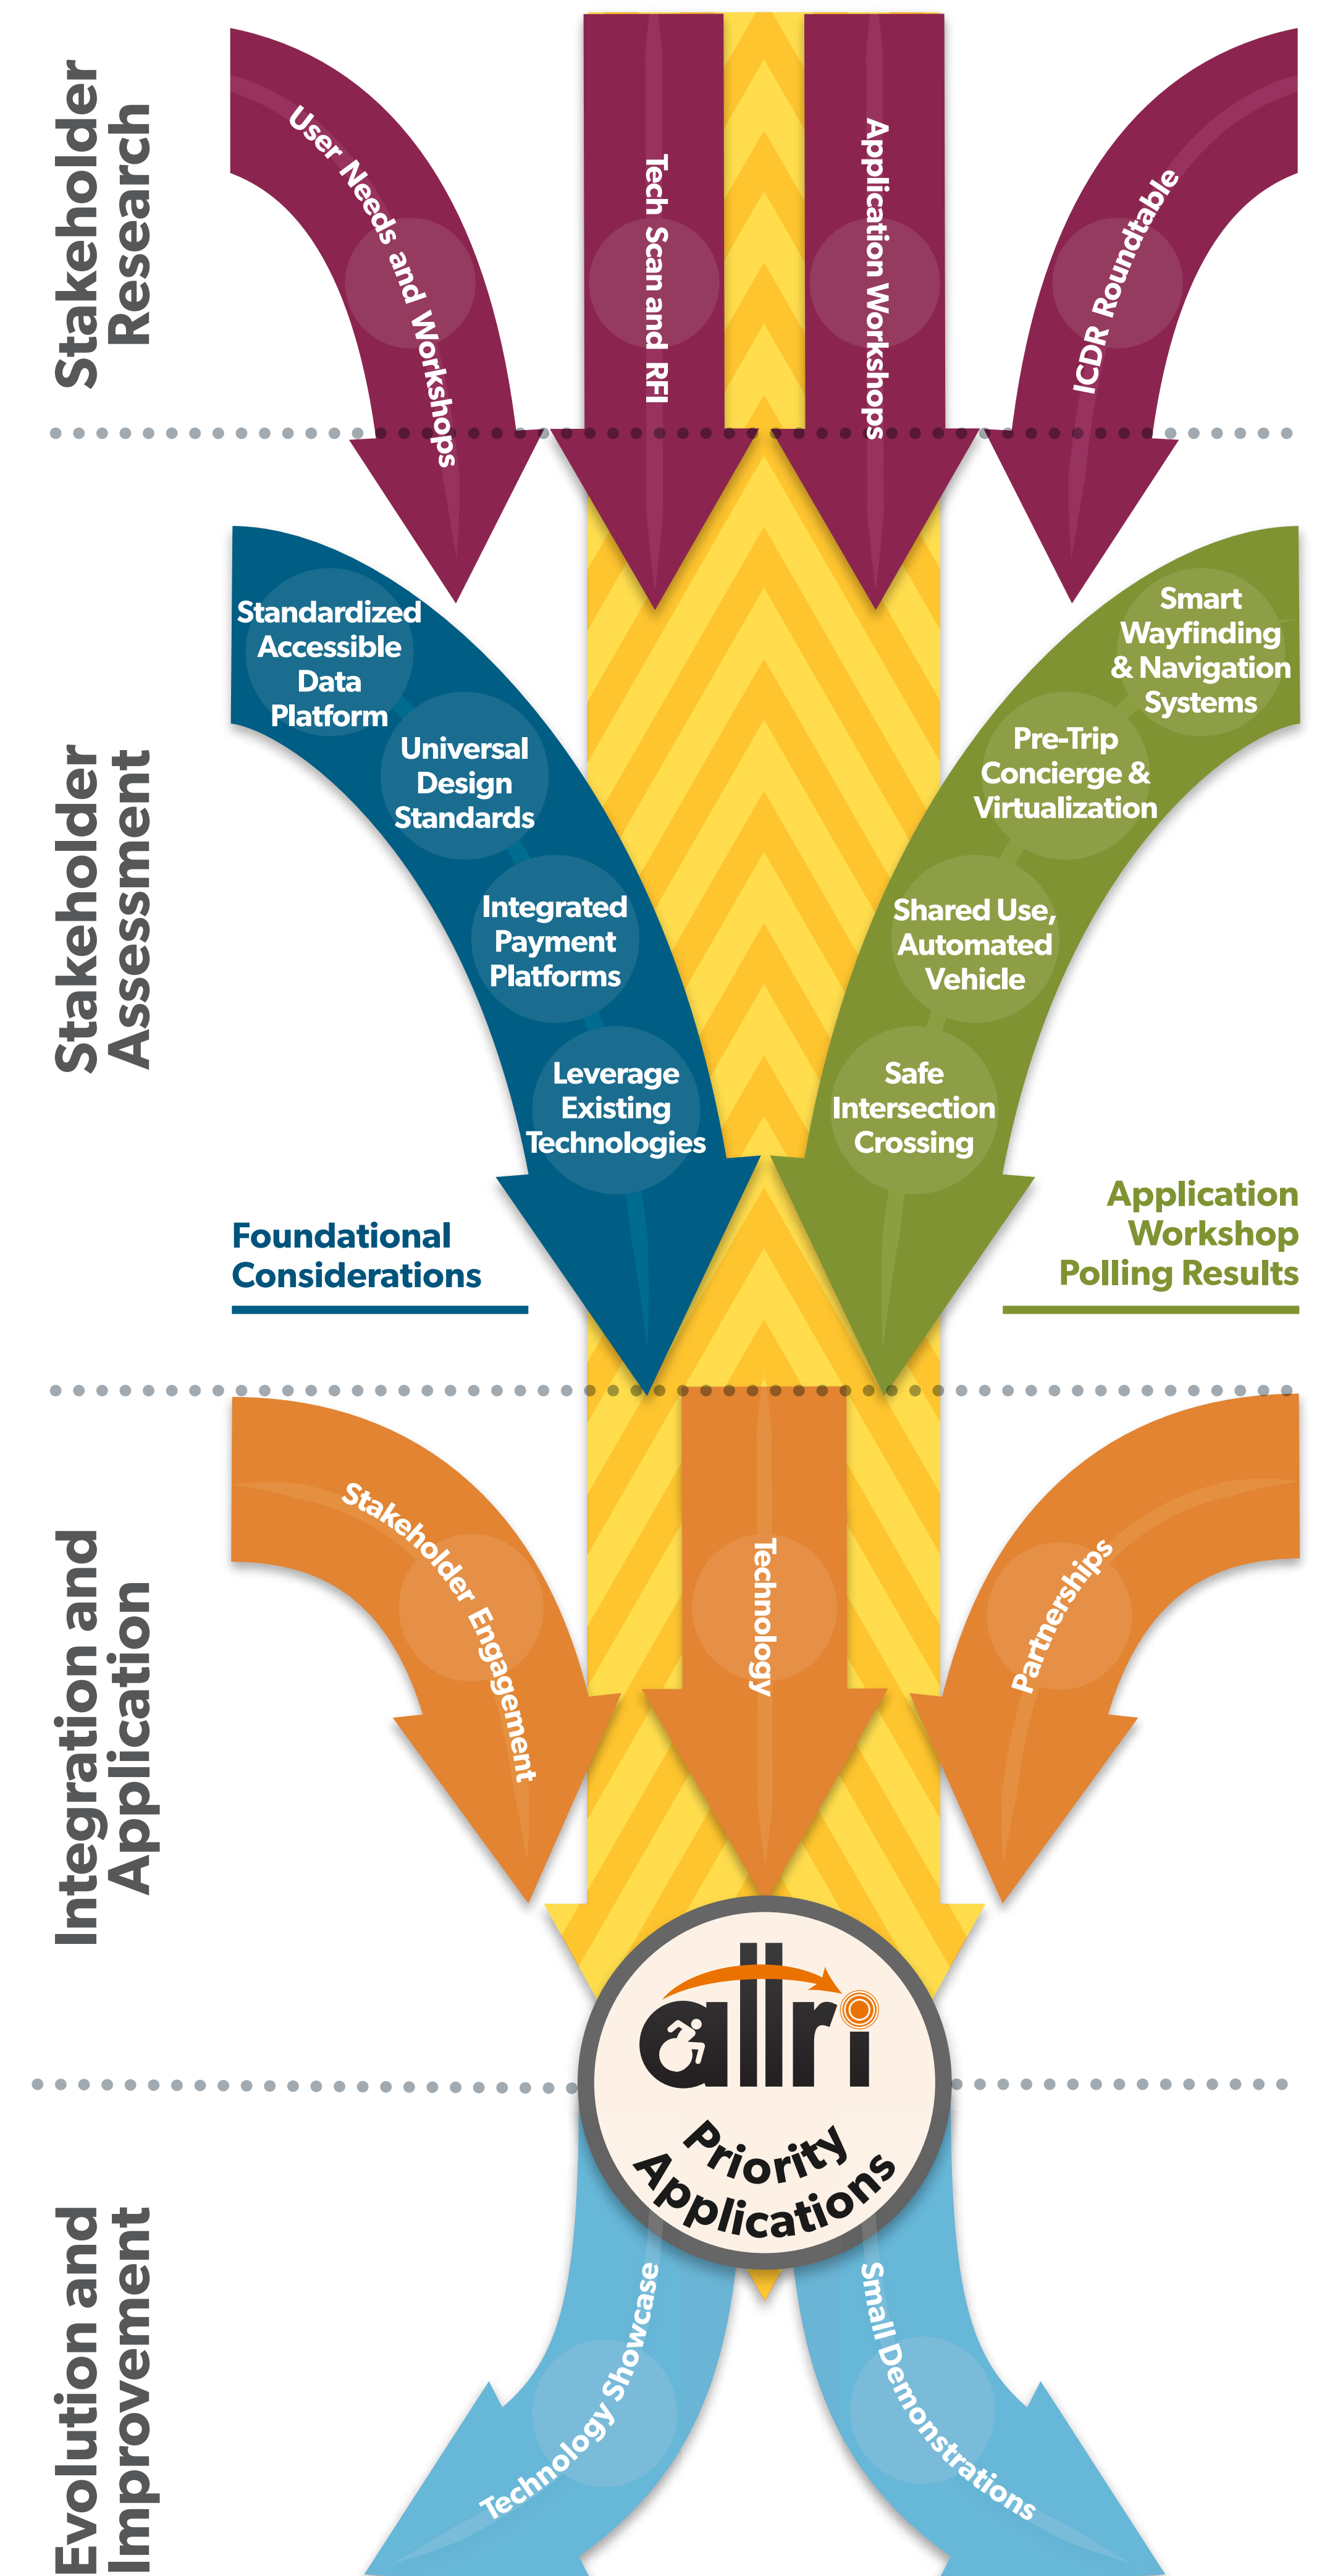 Stakeholder
Research
User Needs and Workshops
Tech Scan and RFI
Application Workshops
ICDR Roundtable
Stakeholder
Assessment
Standardized
Accessible
Data
Platform
Universal
Design
Standards
Integrated
Payment
Platforms
Leverage
Existing
Technologies
Foundational
Considerations
Smart
Wayfinding
& Navigation
Systems
Pre-Trip
Concierge &
Virtualization
Shared Use,
Automated
Vehicle
Safe
Intersection
Crossing
Application
Workshop
Polling Results
Integration and
Application
Stakeholder Engagement
Technology
Partnerships
allri
Priority
Applications
Evolution and
Improvement
Technology Showcase
Small Demonstrations